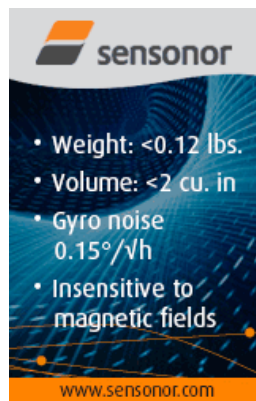 sensonor
• Weight: <0.12 lbs.
• Volume: <2 cu. in
• Gyro noise
0.15°/√h
• Insensitive to
magnetic fields
www.sensonor.com